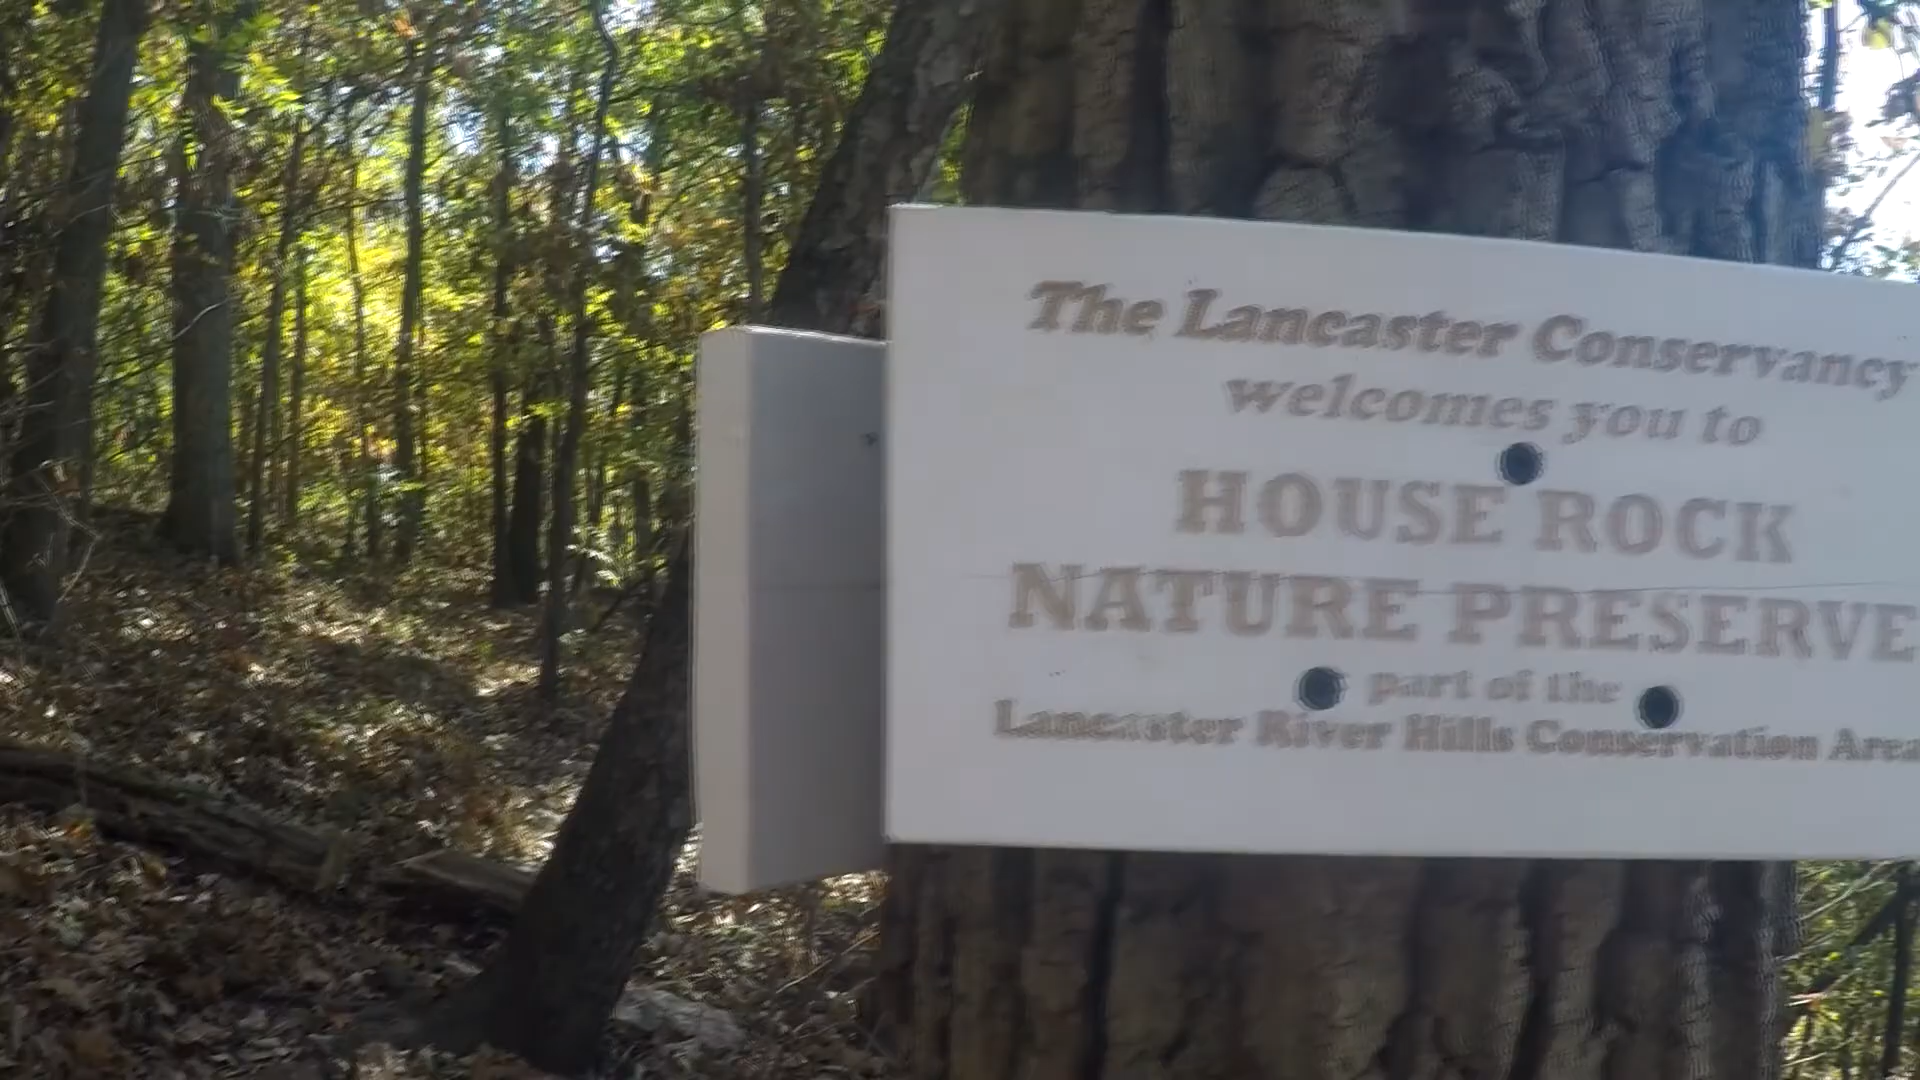 The Lancaster Conservancy
welcomes you to
HOUSE ROCK
NATURE PRESERVE
part of the
Lancaster River Hills Conservation Area